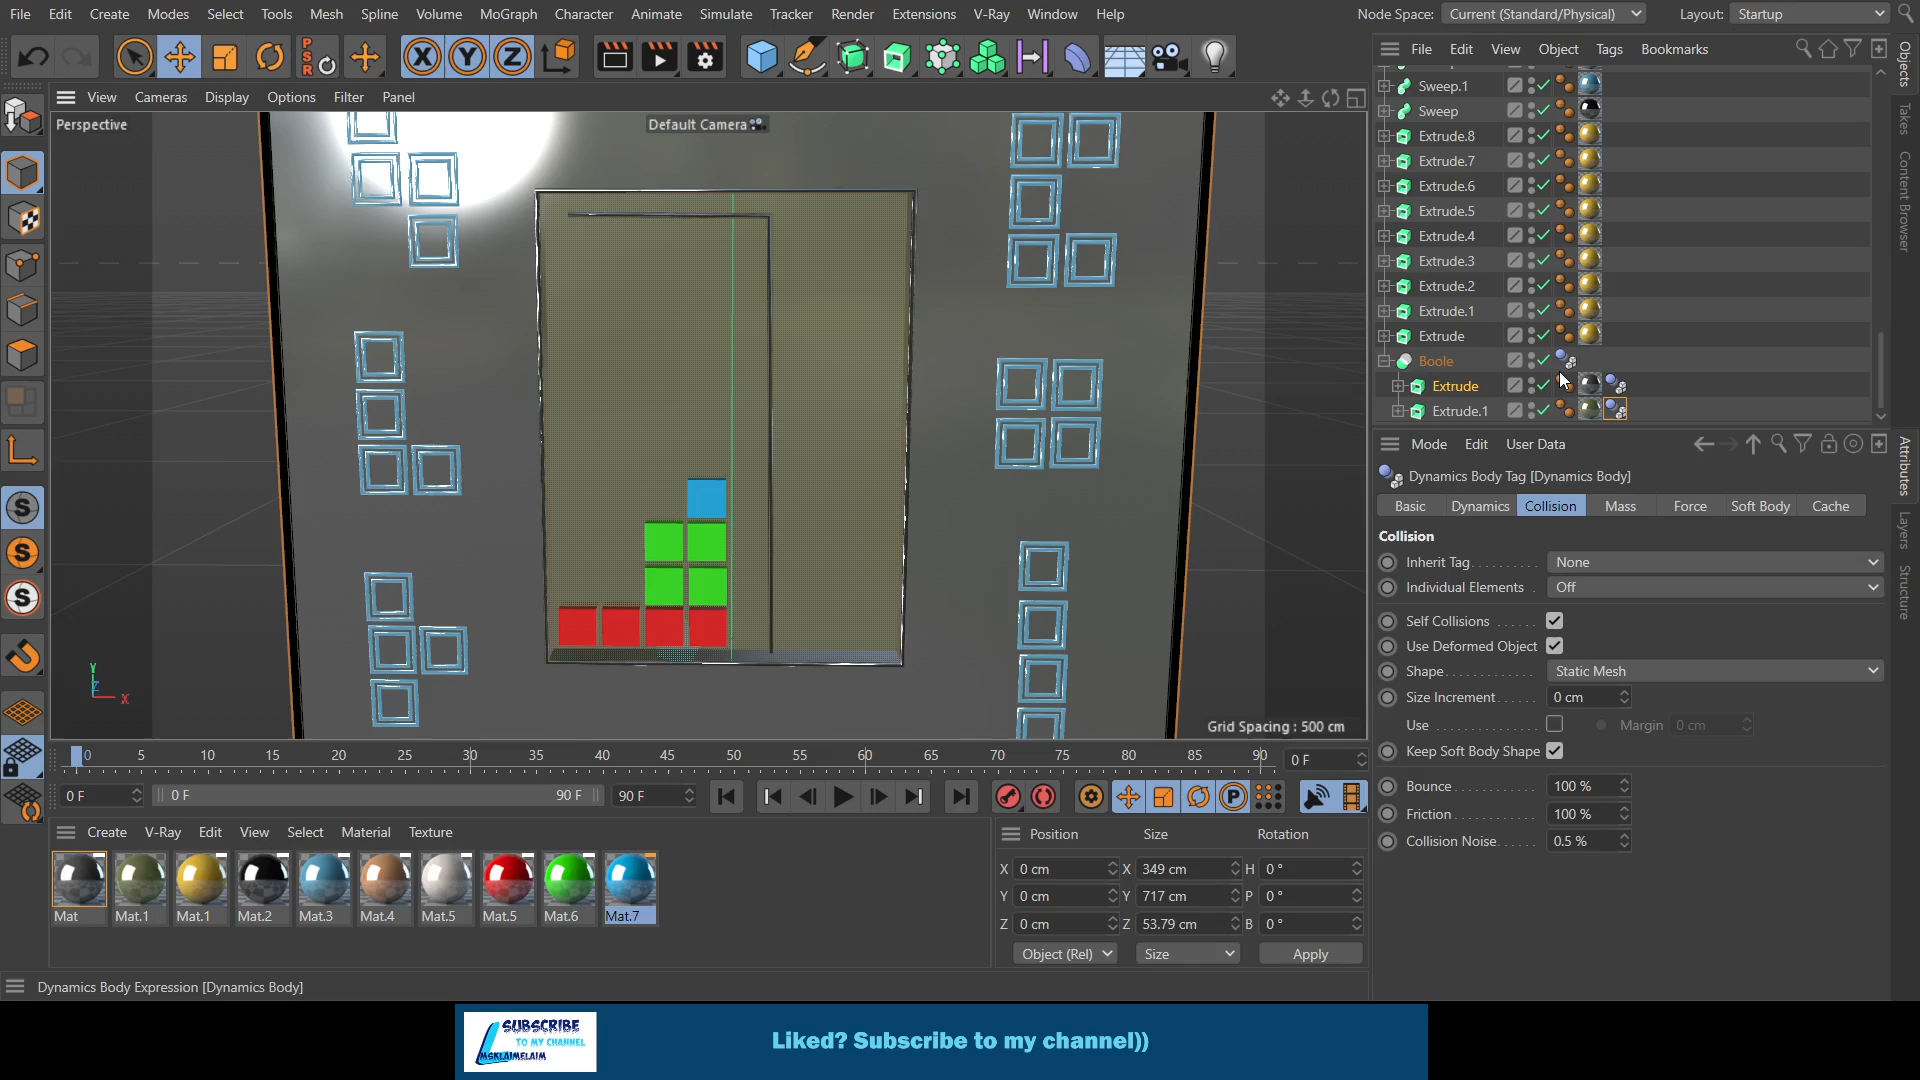 File Edit Create Modes Select Tools Mesh Spline Volume MoGraph Character Animate Simulate Tracker Render Extensions V-Ray Window Help
Node Space: Current (Standard/Physical) Layout: Startup
File Edit View Object Tags Bookmarks
View Cameras Display Options Filter Panel
Perspective
Default Camera
Sweep.1
Sweep
Extrude.8
Extrude.7
Extrude.6
Extrude.5
Extrude.4
Extrude.3
Extrude.2
Extrude.1
Extrude
Boole
Extrude
Extrude.1
Objects
Takes
Content Browser
Attributes
Layers
Structure
Mode Edit User Data
Dynamics Body Tag [Dynamics Body]
Basic Dynamics Collision Mass Force Soft Body Cache
Collision
Inherit Tag None
Individual Elements Off
Self Collisions
Use Deformed Object
Shape Static Mesh
Size Increment 0 cm
Use Margin 0 cm
Keep Soft Body Shape
Bounce 100 %
Friction 100 %
Collision Noise 0.5 %
PSR
X Y Z
Y
Z
X
Grid Spacing : 500 cm
0 5 10 15 20 25 30 35 40 45 50 55 60 65 70 75 80 85 90 0 F
0 F 0 F 90 F 90 F
Create V-Ray Edit View Select Material Texture
Mat Mat.1 Mat.1 Mat.2 Mat.3 Mat.4 Mat.5 Mat.5 Mat.6 Mat.7
Position Size Rotation
X 0 cm X 349 cm H 0 °
Y 0 cm Y 717 cm P 0 °
Z 0 cm Z 53.79 cm B 0 °
Object (Rel) Size Apply
Dynamics Body Expression [Dynamics Body]
SUBSCRIBE
TO MY CHANNEL
MSKLAIMELAIM
Liked? Subscribe to my channel))